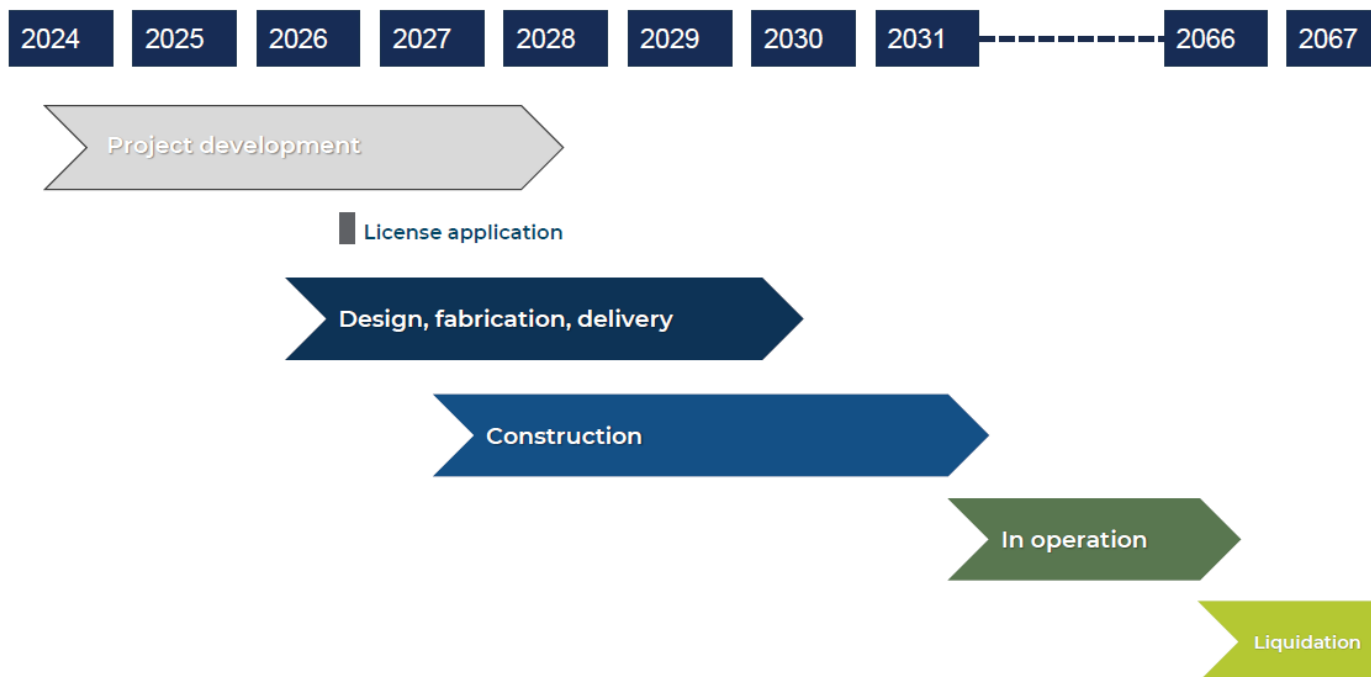 2024 2025 2026 2027 2028 2029 2030 2031 2066 2067
Project development
License application
Design, fabrication, delivery
Construction
In operation
Liquidation